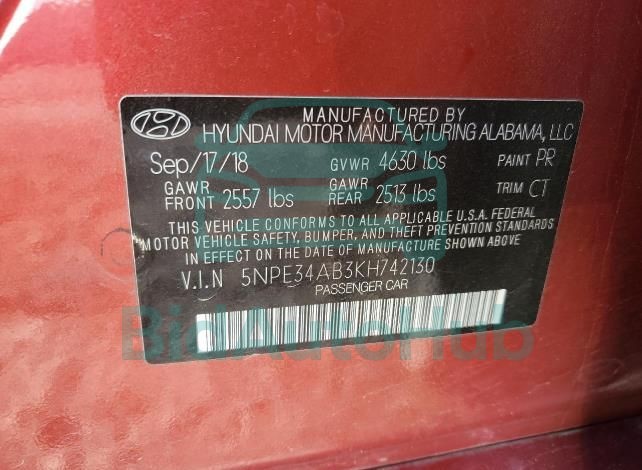 MANUFACTURED BY
HYUNDAI MOTOR MANUFACTURING ALABAMA, LLC
Sep/17/18 GVWR 4630 lbs PAINT PR
GAWR FRONT 2557 lbs GAWR REAR 2513 lbs TRIM CT
THIS VEHICLE CONFORMS TO ALL APPLICABLE U.S.A. FEDERAL
MOTOR VEHICLE SAFETY, BUMPER, AND THEFT PREVENTION STANDARDS
IN EFFECT ON THE DATE OF MANUFACTURE SHOWN ABOVE.
V.I.N 5NPE34AB3KH742130
PASSENGER CAR
BidAutoHub